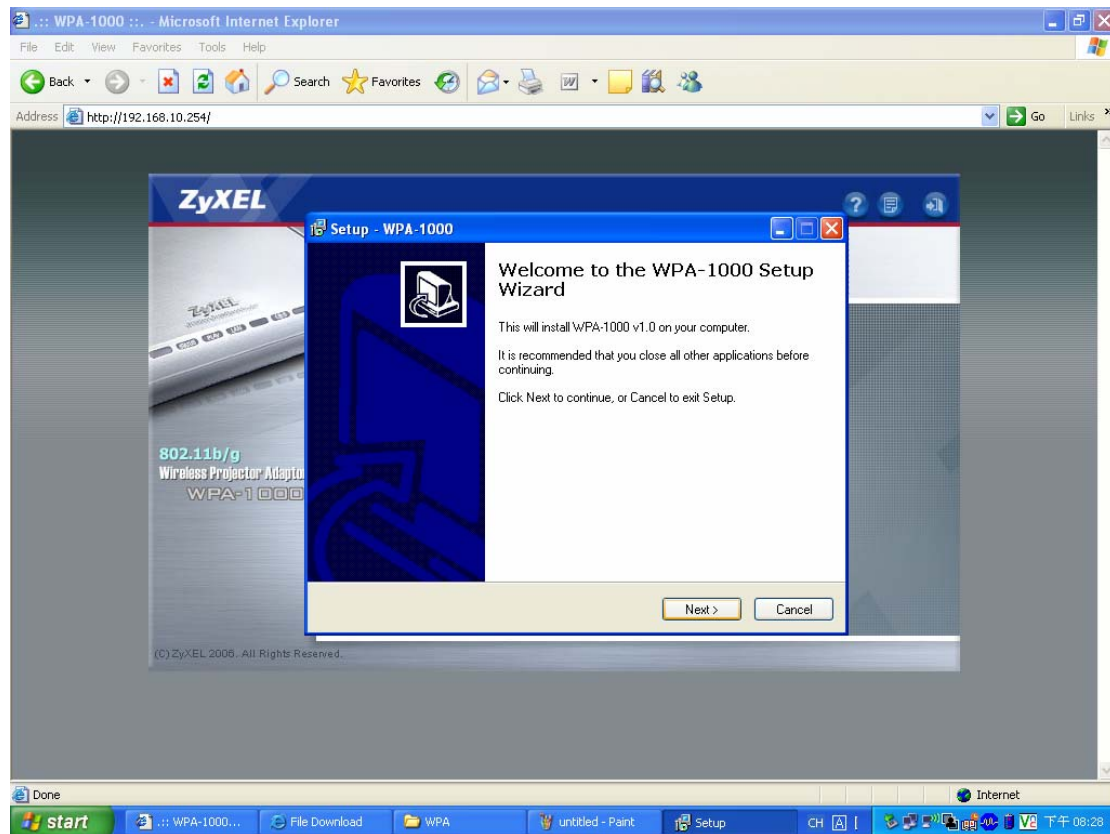 .:: WPA-1000 ::. - Microsoft Internet Explorer
File Edit View Favorites Tools Help
Back Search Favorites
Address http://192.168.10.254/ Go Links
ZyXEL
Setup - WPA-1000
Welcome to the WPA-1000 Setup
Wizard
This will install WPA-1000 v1.0 on your computer.
It is recommended that you close all other applications before
continuing.
Click Next to continue, or Cancel to exit Setup.
ZyXEL
802.11b/g
Wireless Projector Adapto
WPA-1000
Next > Cancel
(C) ZyXEL 2006. All Rights Reserved.
Done Internet
start .:: WPA-1000... File Download WPA untitled - Paint Setup CH A 下午 08:28